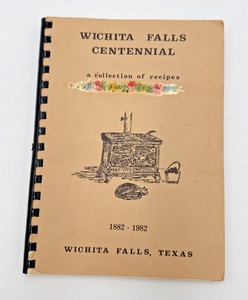 WICHITA FALLS
CENTENNIAL
a collection of recipes
1882 - 1982
WICHITA FALLS, TEXAS